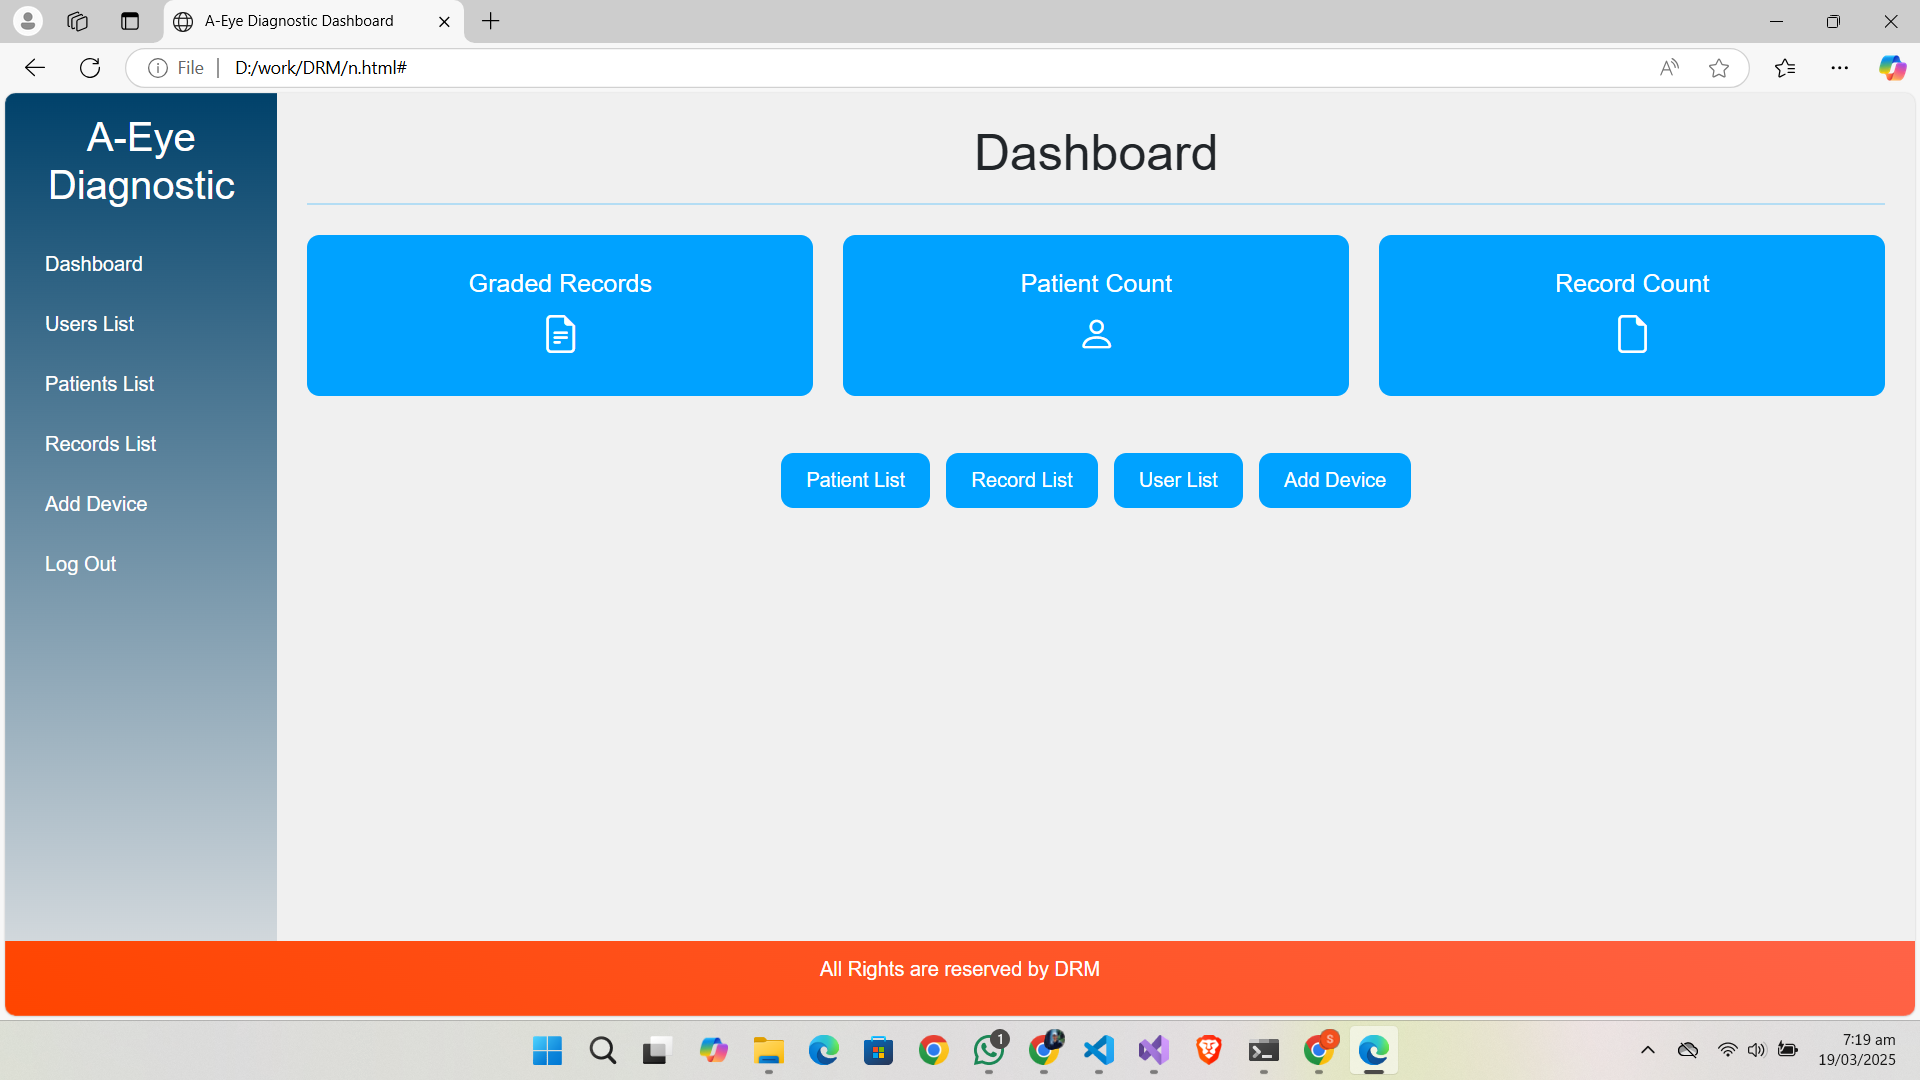 A-Eye Diagnostic Dashboard
File
D:/work/DRM/n.html#
A-Eye
Diagnostic
Dashboard
Users List
Patients List
Records List
Add Device
Log Out
Dashboard
Graded Records
Patient Count
Record Count
Patient List
Record List
User List
Add Device
All Rights are reserved by DRM
1
S
7:19 am
19/03/2025